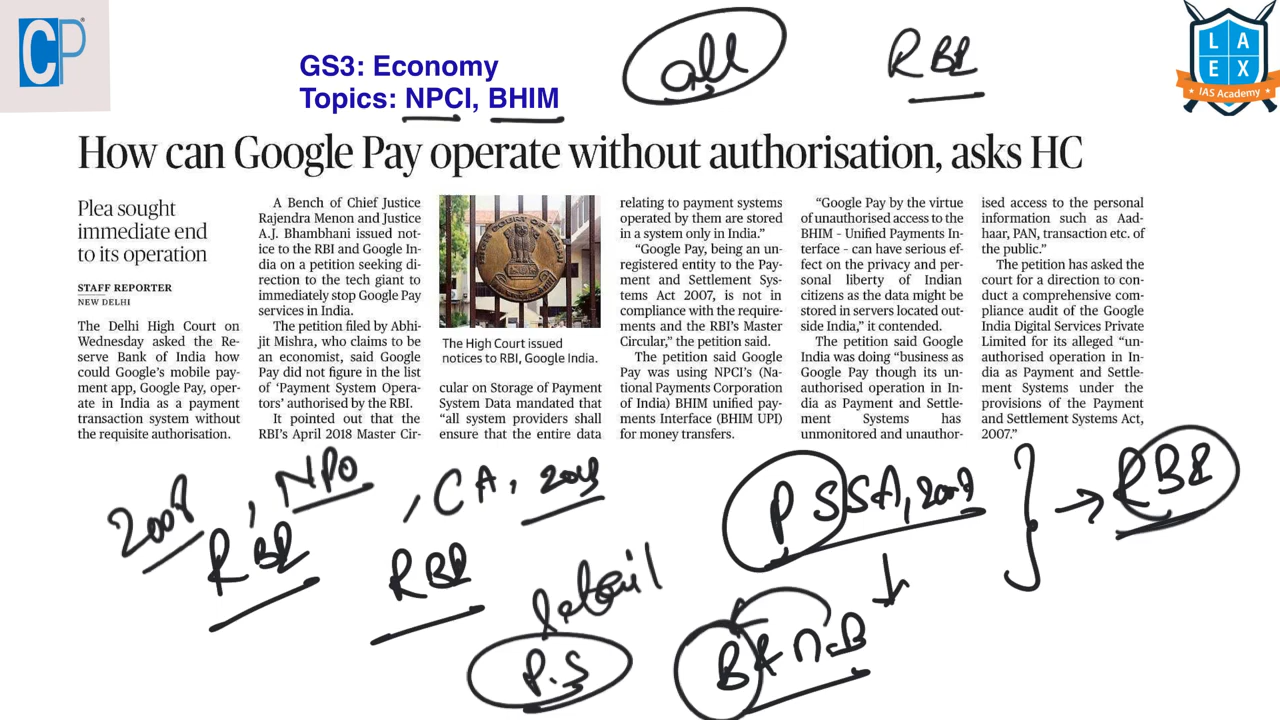 CP
GS3: Economy
Topics: NPCI, BHIM
all
RBI
L A
E X
IAS Academy
How can Google Pay operate without authorisation, asks HC
Plea sought
immediate end
to its operation
STAFF REPORTER
NEW DELHI
The Delhi High Court on
Wednesday asked the Re-
serve Bank of India how
could Google's mobile pay-
ment app, Google Pay, oper-
ate in India as a payment
transaction system without
the requisite authorisation.
A Bench of Chief Justice
Rajendra Menon and Justice
A.J. Bhambhani issued not-
ice to the RBI and Google In-
dia on a petition seeking di-
rection to the tech giant to
immediately stop Google Pay
services in India.
The petition filed by Abhi-
jit Mishra, who claims to be
an economist, said Google
Pay did not figure in the list
of 'Payment System Opera-
tors' authorised by the RBI.
It pointed out that the
RBI's April 2018 Master Cir-
The High Court issued
notices to RBI, Google India.
cular on Storage of Payment
System Data mandated that
"all system providers shall
ensure that the entire data
relating to payment systems
operated by them are stored
in a system only in India."
"Google Pay, being an un-
registered entity to the Pay-
ment and Settlement Sys-
tems Act 2007, is not in
compliance with the require-
ments and the RBI's Master
Circular," the petition said.
The petition said Google
Pay was using NPCI's (Na-
tional Payments Corporation
of India) BHIM unified pay-
ments Interface (BHIM UPI)
for money transfers.
"Google Pay by the virtue
of unauthorised access to the
BHIM – Unified Payments In-
terface – can have serious ef-
fect on the privacy and per-
sonal liberty of Indian
citizens as the data might be
stored in servers located out-
side India," it contended.
The petition said Google
India was doing "business as
Google Pay though its un-
authorised operation in In-
dia as Payment and Settle-
ment Systems has
unmonitored and unauthor-
ised access to the personal
information such as Aad-
haar, PAN, transaction etc. of
the public."
The petition has asked the
court for a direction to con-
duct a comprehensive com-
pliance audit of the Google
India Digital Services Private
Limited for its alleged "un-
authorised operation in In-
dia as Payment and Settle-
ment Systems under the
provisions of the Payment
and Settlement Systems Act,
2007."
2008, NPO, CA, 2013
PSSA, 2007 } → RBI
RBI
RBI
retail
P.S
B & N-B